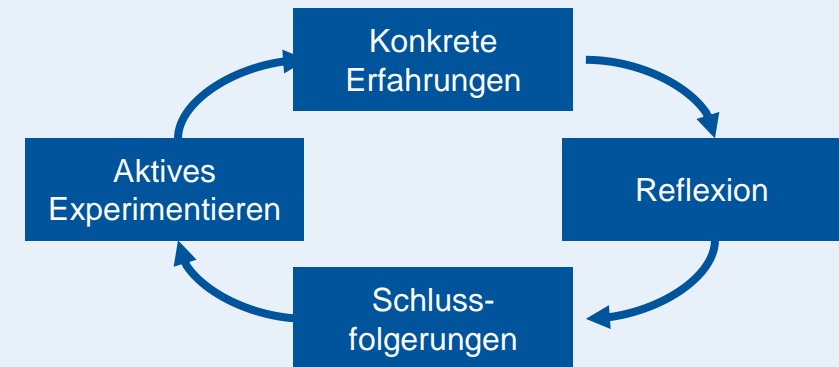 Konkrete
Erfahrungen
Aktives
Experimentieren
Reflexion
Schluss-
folgerungen